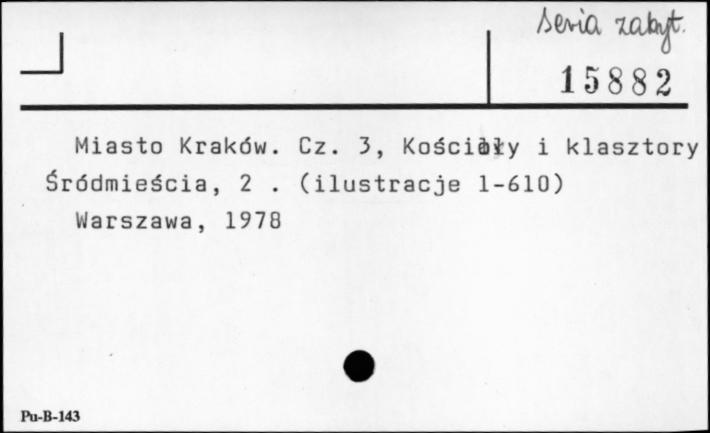 seria zabyt.
15882
Miasto Kraków. Cz. 3, Kościoły i klasztory
Śródmieścia, 2 . (ilustracje 1-610)
Warszawa, 1978
Pu-B-143